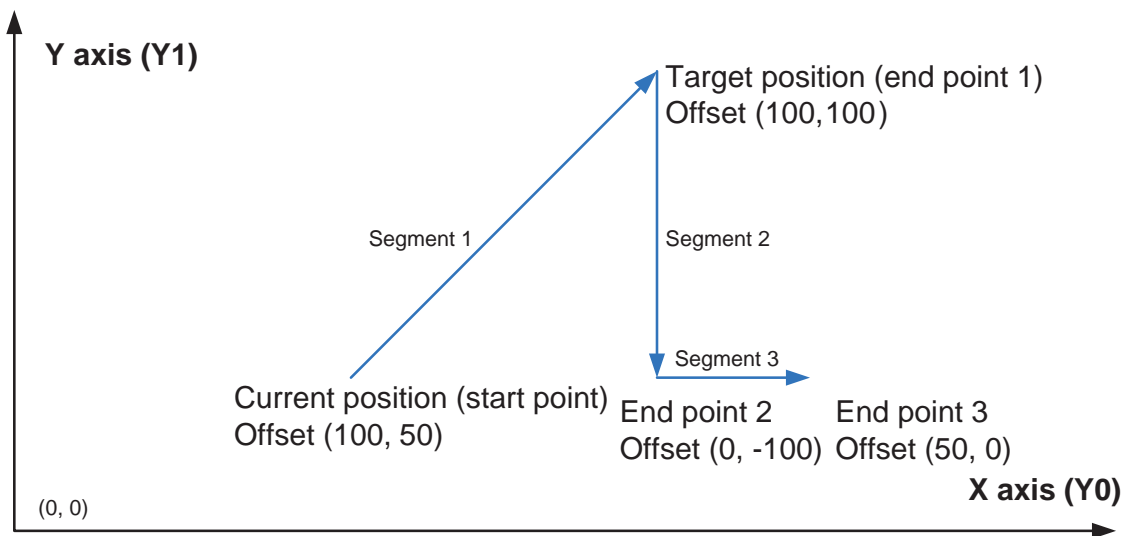 Y axis (Y1)
Target position (end point 1)
Offset (100,100)
Segment 1
Segment 2
Segment 3
Current position (start point)
Offset (100, 50)
End point 2
Offset (0, -100)
End point 3
Offset (50, 0)
X axis (Y0)
(0, 0)